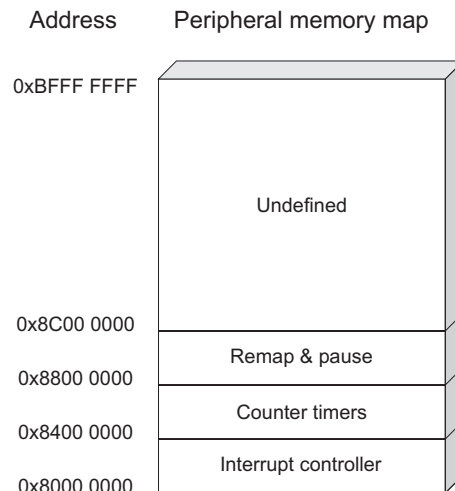 Address Peripheral memory map
0xBFFF FFFF
Undefined
0x8C00 0000
Remap & pause
0x8800 0000
Counter timers
0x8400 0000
Interrupt controller
0x8000 0000